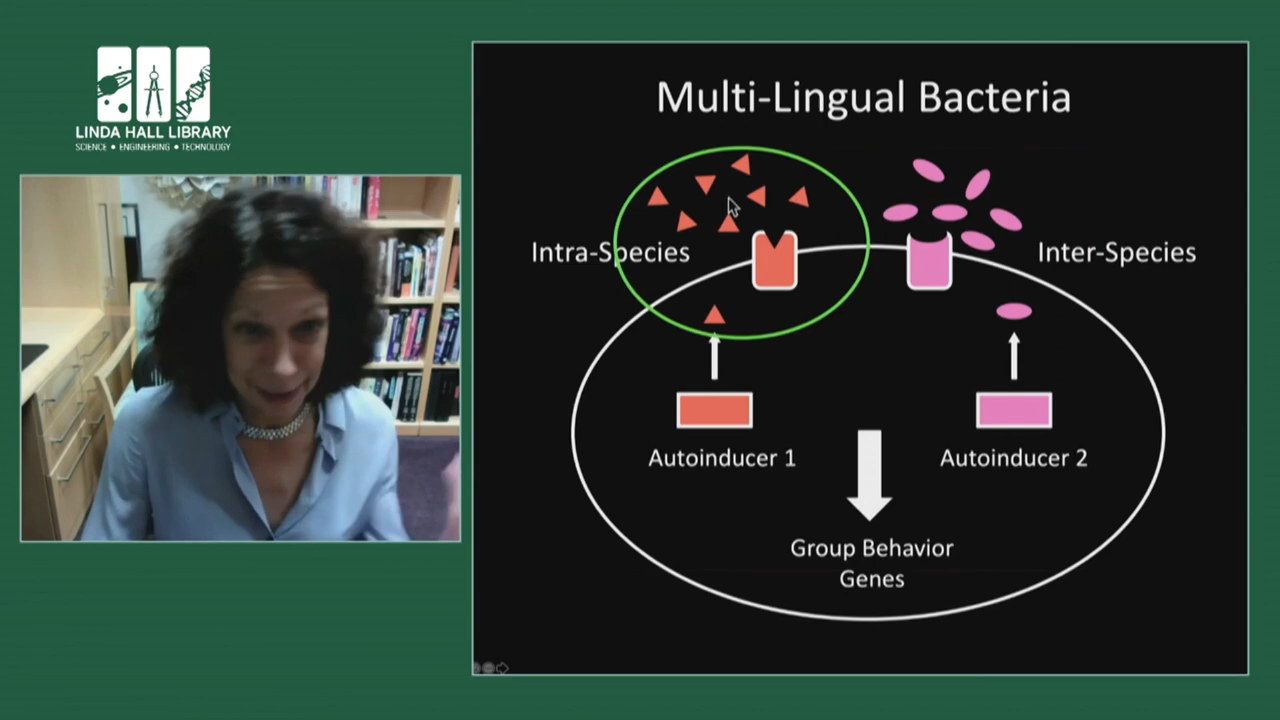 LINDA HALL LIBRARY
SCIENCE • ENGINEERING • TECHNOLOGY
Multi-Lingual Bacteria
Intra-Species
Inter-Species
Autoinducer 1
Autoinducer 2
Group Behavior
Genes